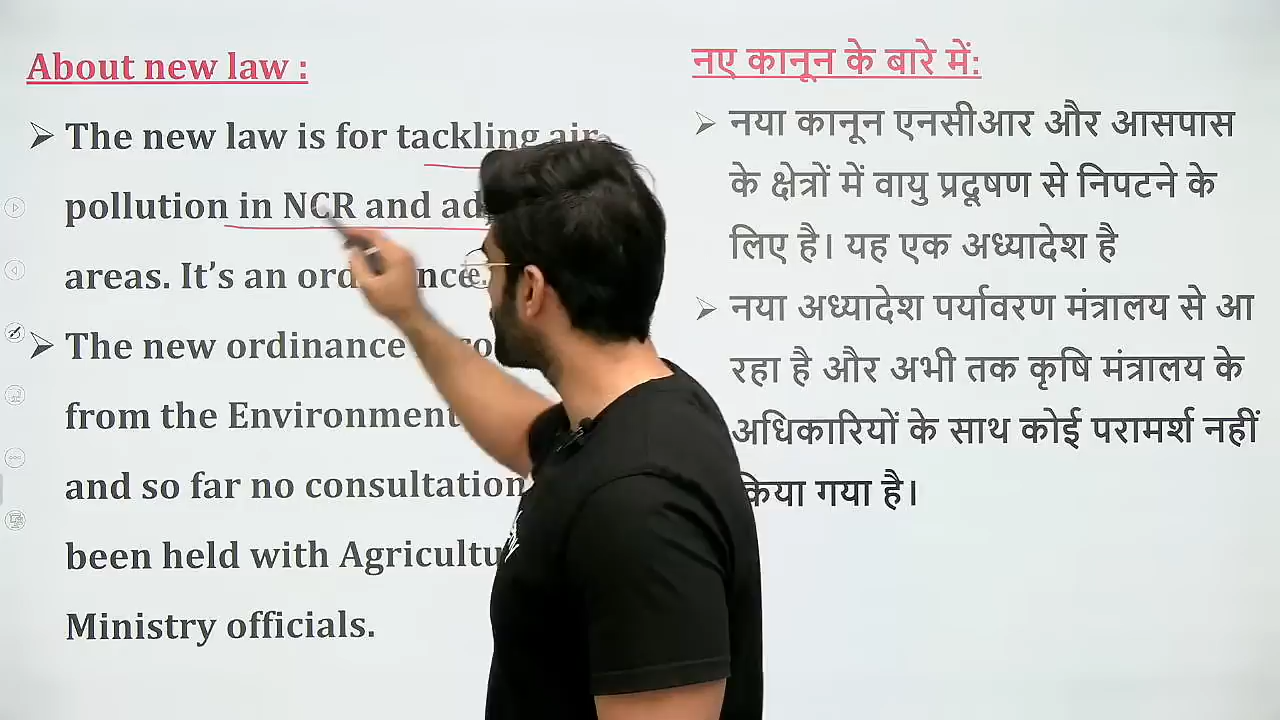 About new law :
The new law is for tackling air
pollution in NCR and
areas. It's an
The new ordinance
from the Environment
and so far no consultation
been held with
Ministry officials.
नए कानून के बारे में:
नया कानून एनसीआर और आसपास
के क्षेत्रों में वायु प्रदूषण से निपटने के
लिए है। यह एक अध्यादेश है
नया अध्यादेश पर्यावरण मंत्रालय से आ
रहा है और अभी तक कृषि मंत्रालय के
अधिकारियों के साथ कोई परामर्श नहीं
किया गया है।